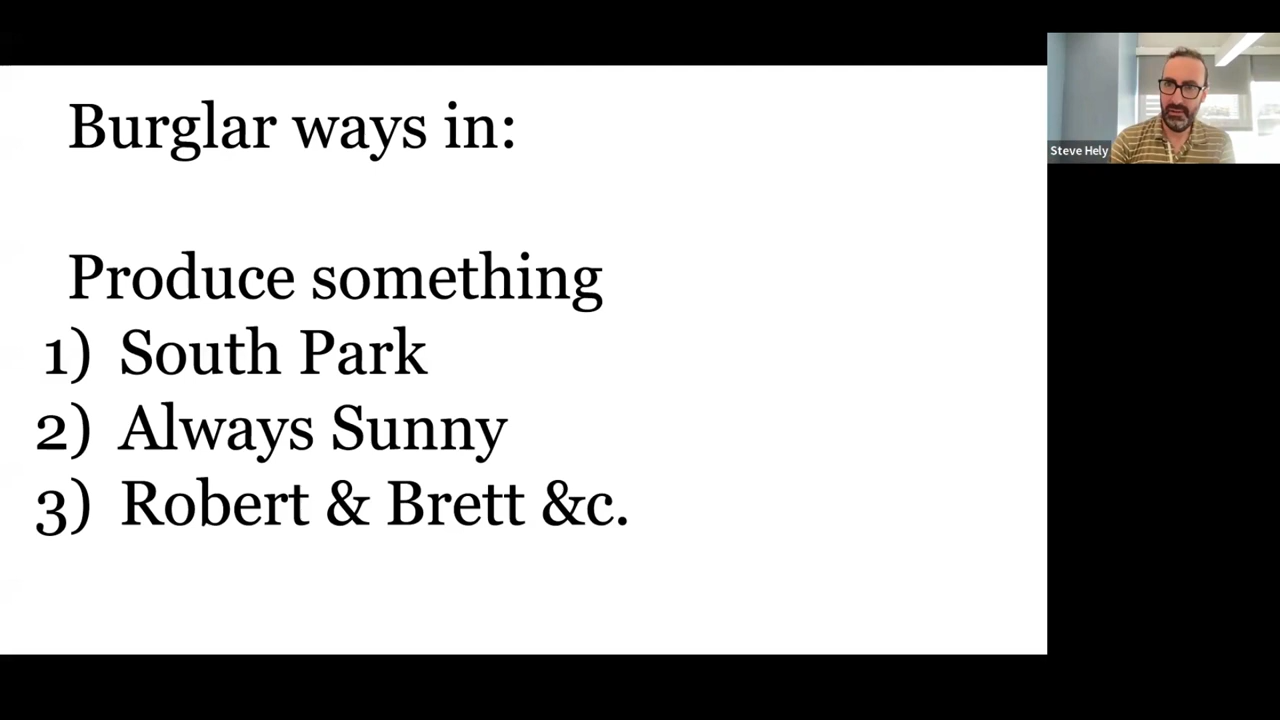 Burglar ways in:
Produce something
1) South Park
2) Always Sunny
3) Robert & Brett &c.
Steve Hely